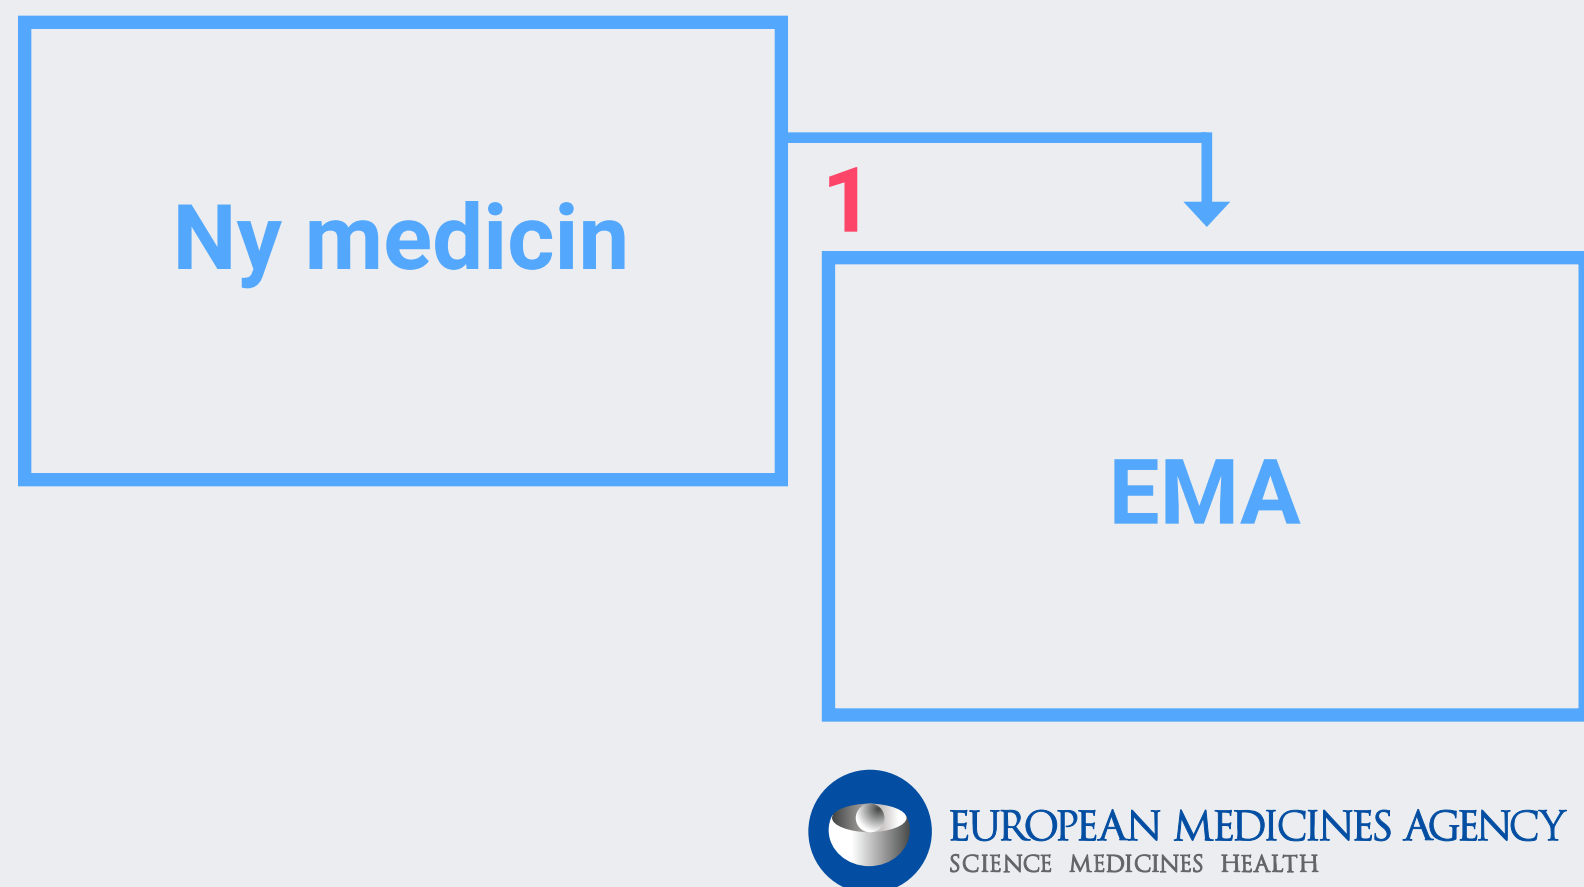 Ny medicin
1
EMA
EUROPEAN MEDICINES AGENCY
SCIENCE MEDICINES HEALTH